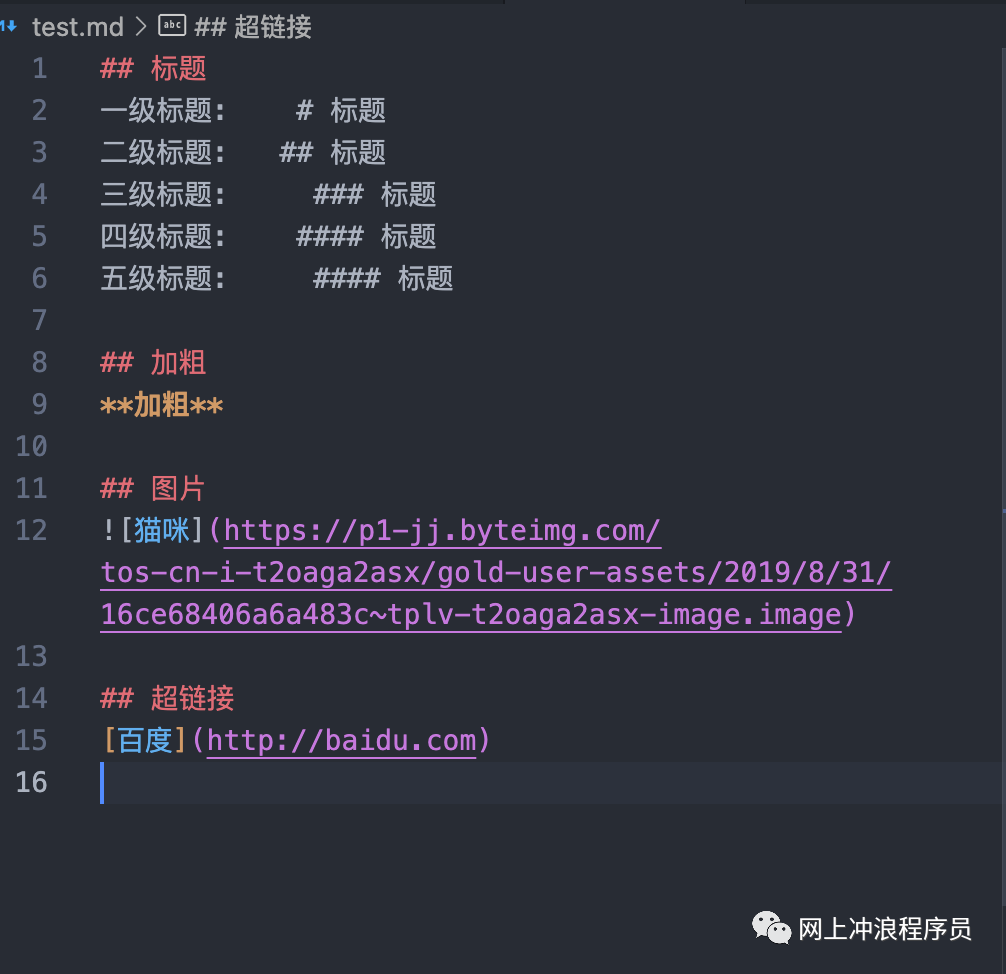 test.md > abc ## 超链接
1 ## 标题
2 一级标题:    # 标题
3 二级标题:   ## 标题
4 三级标题:     ### 标题
5 四级标题:    #### 标题
6 五级标题:     #### 标题
7
8 ## 加粗
9 **加粗**
10
11 ## 图片
12 ![猫咪](https://p1-jj.byteimg.com/
tos-cn-i-t2oaga2asx/gold-user-assets/2019/8/31/
16ce68406a6a483c~tplv-t2oaga2asx-image.image)
13
14 ## 超链接
15 [百度](http://baidu.com)
16
网上冲浪程序员